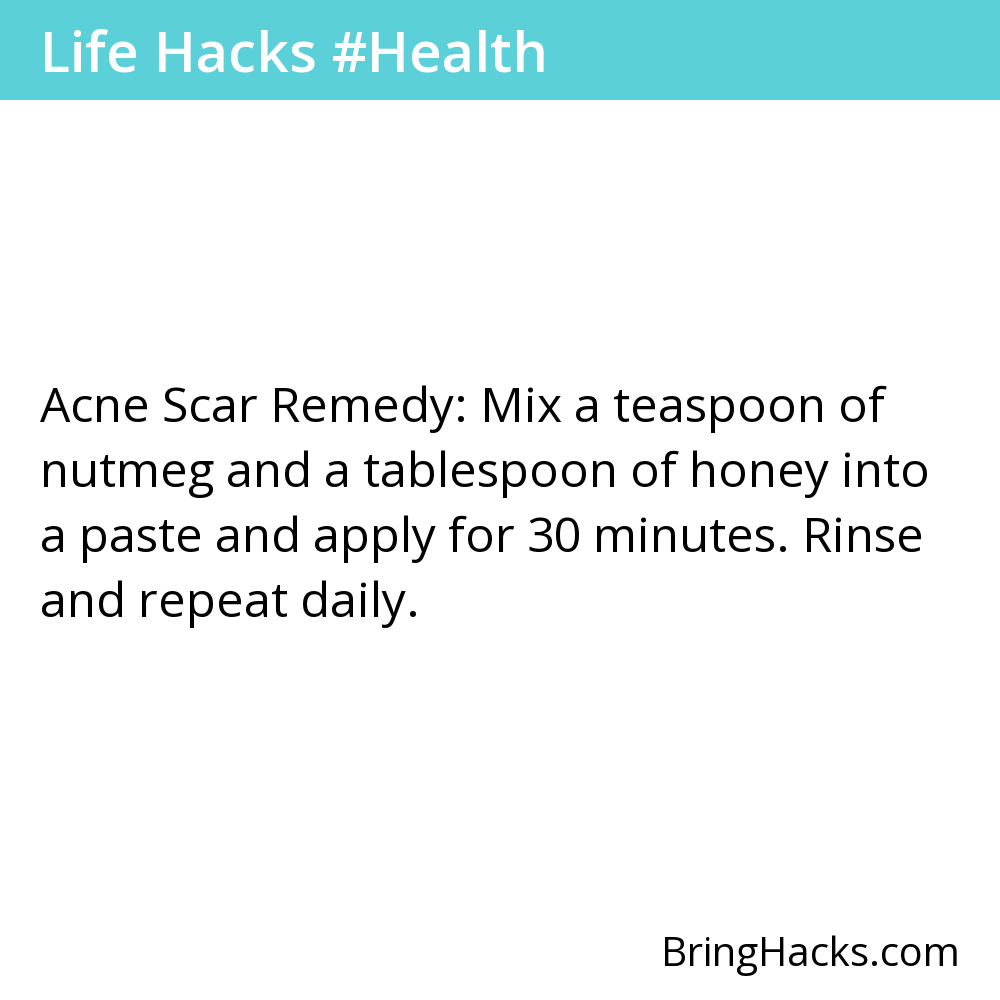 Life Hacks #Health
Acne Scar Remedy: Mix a teaspoon of
nutmeg and a tablespoon of honey into
a paste and apply for 30 minutes. Rinse
and repeat daily.
BringHacks.com